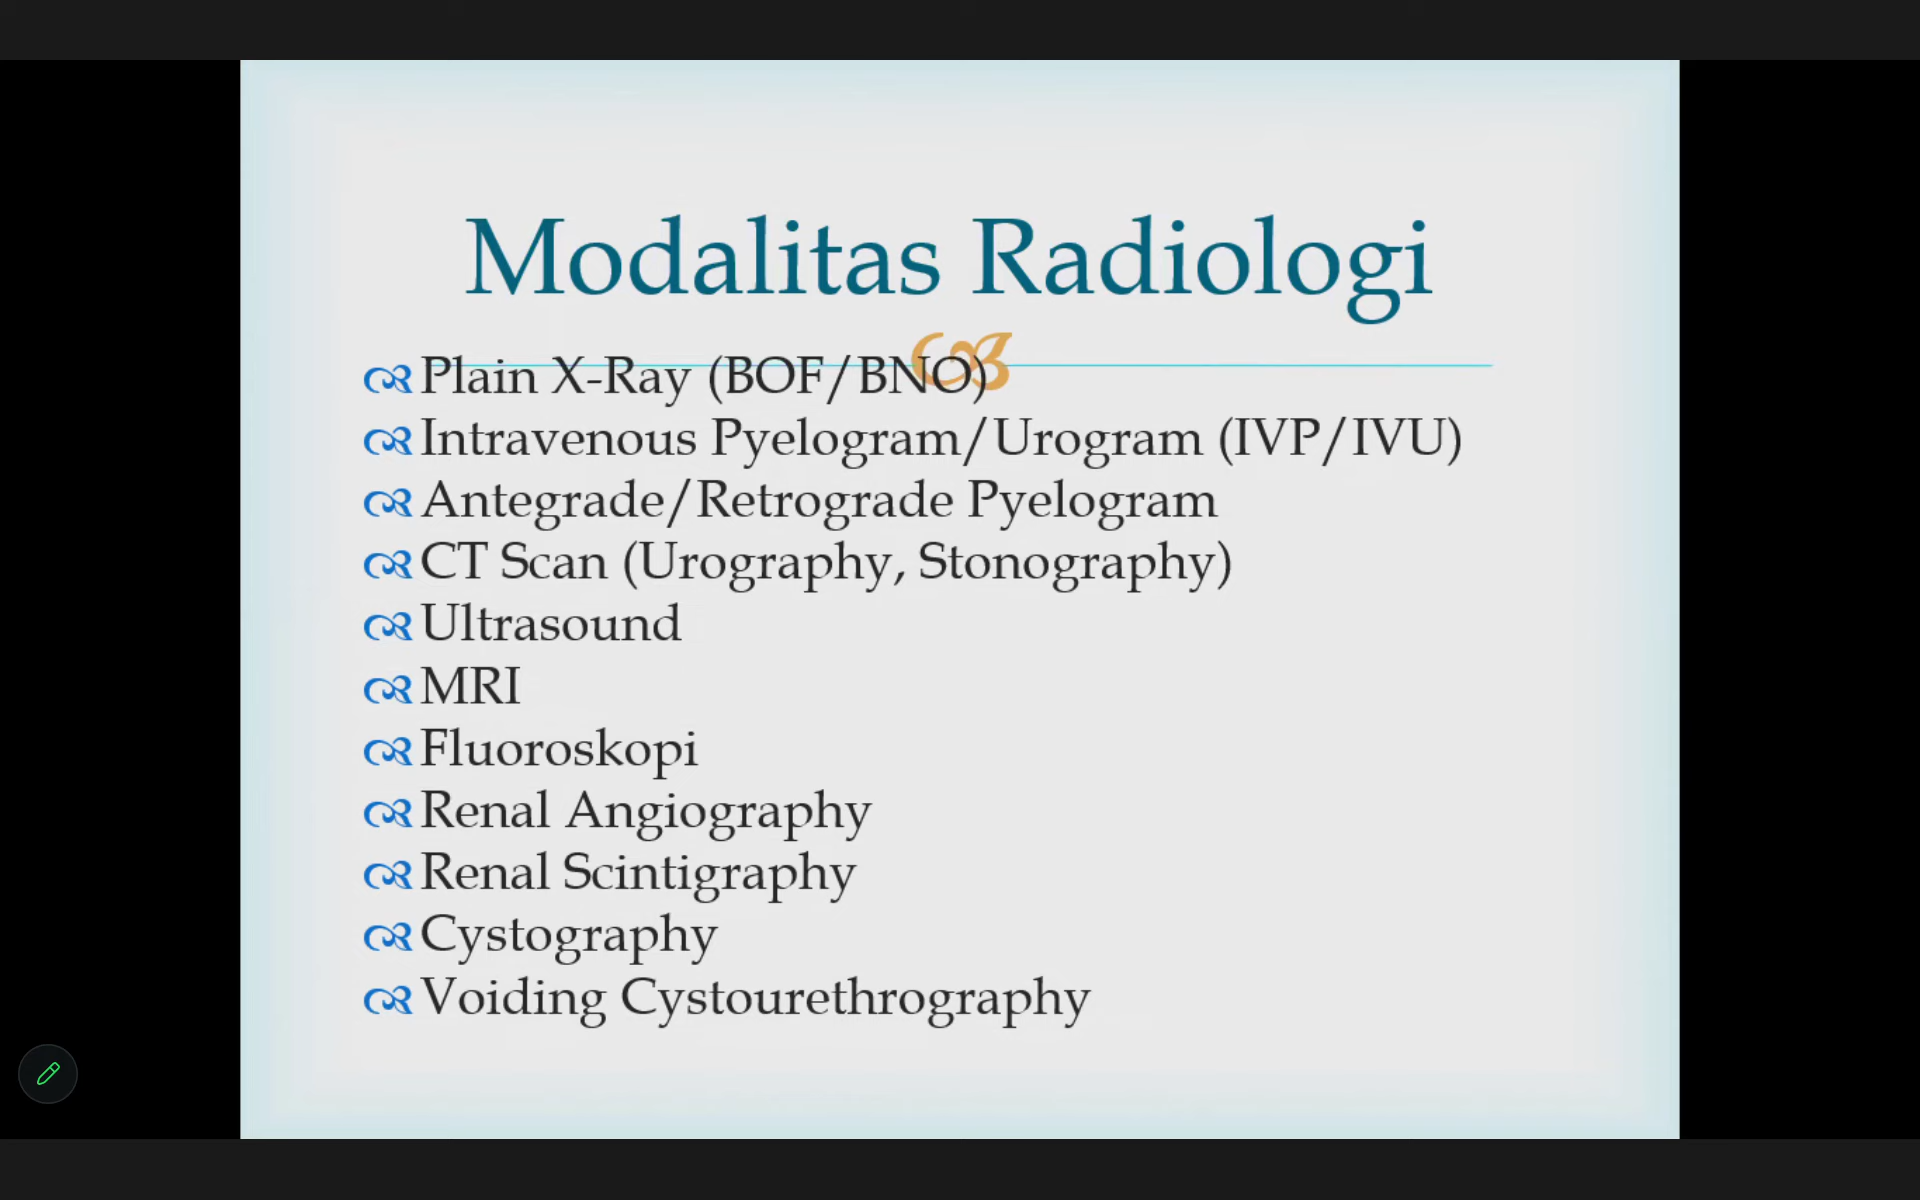 Modalitas Radiologi
Plain X-Ray (BOF/BNO)
Intravenous Pyelogram/Urogram (IVP/IVU)
Antegrade/Retrograde Pyelogram
CT Scan (Urography, Stonography)
Ultrasound
MRI
Fluoroskopi
Renal Angiography
Renal Scintigraphy
Cystography
Voiding Cystourethrography